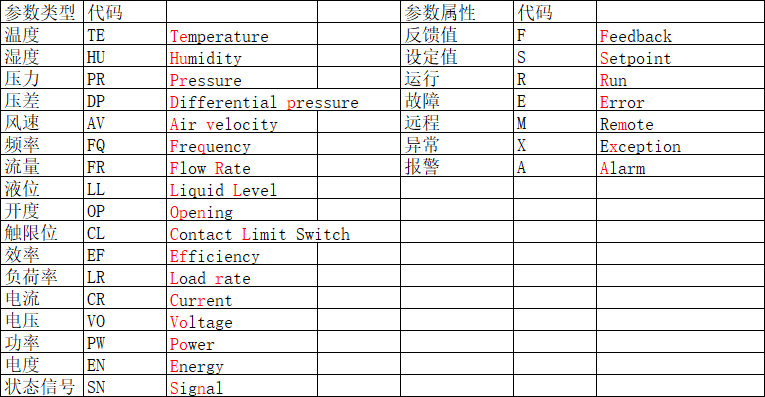 参数类型 代码 参数属性 代码
温度 TE Temperature 反馈值 F Feedback
湿度 HU Humidity 设定值 S Setpoint
压力 PR Pressure 运行 R Run
压差 DP Differential pressure 故障 E Error
风速 AV Air velocity 远程 M Remote
频率 FQ Frequency 异常 X Exception
流量 FR Flow Rate 报警 A Alarm
液位 LL Liquid Level
开度 OP Opening
触限位 CL Contact Limit Switch
效率 EF Efficiency
负荷率 LR Load rate
电流 CR Current
电压 VO Voltage
功率 PW Power
电度 EN Energy
状态信号 SN Signal